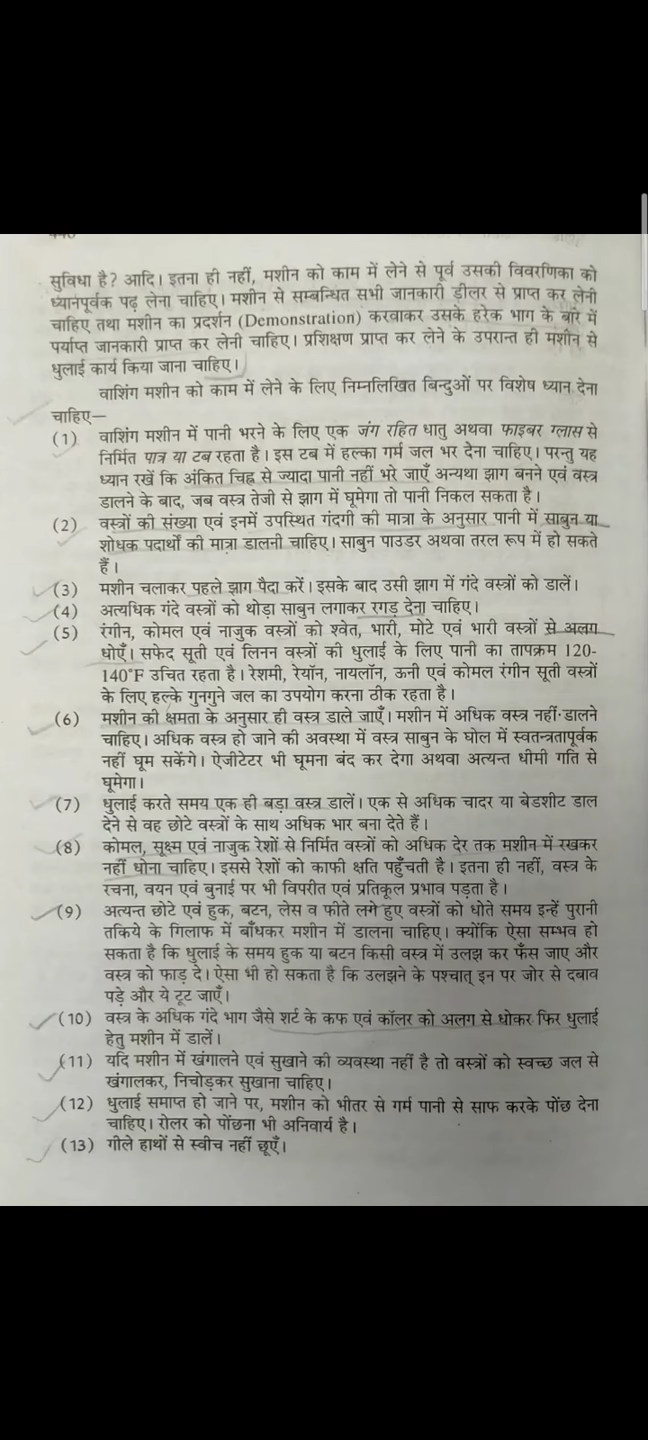 सुविधा है? आदि। इतना ही नहीं, मशीन को काम में लेने से पूर्व उसकी विवरणिका को
ध्यानपूर्वक पढ़ लेना चाहिए। मशीन से सम्बन्धित सभी जानकारी डीलर से प्राप्त कर लेनी
चाहिए तथा मशीन का प्रदर्शन (Demonstration) करवाकर उसके हरेक भाग के बारे में
पर्याप्त जानकारी प्राप्त कर लेनी चाहिए। प्रशिक्षण प्राप्त कर लेने के उपरान्त ही मशीन से
धुलाई कार्य किया जाना चाहिए।
वाशिंग मशीन को काम में लेने के लिए निम्नलिखित बिन्दुओं पर विशेष ध्यान देना
चाहिए—
(1) वाशिंग मशीन में पानी भरने के लिए एक जंग रहित धातु अथवा फाइबर ग्लास से
निर्मित पात्र या टब रहता है। इस टब में हल्का गर्म जल भर देना चाहिए। परन्तु यह
ध्यान रखें कि अंकित चिह्न से ज्यादा पानी नहीं भरे जाएँ अन्यथा झाग बनने एवं वस्त्र
डालने के बाद, जब वस्त्र तेजी से झाग में घूमेगा तो पानी निकल सकता है।
(2) वस्त्रों की संख्या एवं इनमें उपस्थित गंदगी की मात्रा के अनुसार पानी में साबुन या
शोधक पदार्थों की मात्रा डालनी चाहिए। साबुन पाउडर अथवा तरल रूप में हो सकते
हैं।
(3) मशीन चलाकर पहले झाग पैदा करें। इसके बाद उसी झाग में गंदे वस्त्रों को डालें।
(4) अत्यधिक गंदे वस्त्रों को थोड़ा साबुन लगाकर रगड़ देना चाहिए।
(5) रंगीन, कोमल एवं नाजुक वस्त्रों को श्वेत, भारी, मोटे एवं भारी वस्त्रों से अलग
धोएँ। सफेद सूती एवं लिनन वस्त्रों की धुलाई के लिए पानी का तापक्रम 120-
140°F उचित रहता है। रेशमी, रेयॉन, नायलॉन, ऊनी एवं कोमल रंगीन सूती वस्त्रों
के लिए हल्के गुनगुने जल का उपयोग करना ठीक रहता है।
(6) मशीन की क्षमता के अनुसार ही वस्त्र डाले जाएँ। मशीन में अधिक वस्त्र नहीं डालने
चाहिए। अधिक वस्त्र हो जाने की अवस्था में वस्त्र साबुन के घोल में स्वतन्त्रतापूर्वक
नहीं घूम सकेंगे। ऐजीटेटर भी घूमना बंद कर देगा अथवा अत्यन्त धीमी गति से
घूमेगा।
(7) धुलाई करते समय एक ही बड़ा वस्त्र डालें। एक से अधिक चादर या बेडशीट डाल
देने से वह छोटे वस्त्रों के साथ अधिक भार बना देते हैं।
(8) कोमल, सूक्ष्म एवं नाजुक रेशों से निर्मित वस्त्रों को अधिक देर तक मशीन में रखकर
नहीं धोना चाहिए। इससे रेशों को काफी क्षति पहुँचती है। इतना ही नहीं, वस्त्र के
रचना, वयन एवं बुनाई पर भी विपरीत एवं प्रतिकूल प्रभाव पड़ता है।
(9) अत्यन्त छोटे एवं हुक, बटन, लेस व फीते लगे हुए वस्त्रों को धोते समय इन्हें पुरानी
तकिये के गिलाफ में बाँधकर मशीन में डालना चाहिए। क्योंकि ऐसा सम्भव हो
सकता है कि धुलाई के समय हुक या बटन किसी वस्त्र में उलझ कर फँस जाए और
वस्त्र को फाड़ दे। ऐसा भी हो सकता है कि उलझने के पश्चात् इन पर जोर से दबाव
पड़े और ये टूट जाएँ।
(10) वस्त्र के अधिक गंदे भाग जैसे शर्ट के कफ एवं कॉलर को अलग से धोकर फिर धुलाई
हेतु मशीन में डालें।
(11) यदि मशीन में खंगालने एवं सुखाने की व्यवस्था नहीं है तो वस्त्रों को स्वच्छ जल से
खंगालकर, निचोड़कर सुखाना चाहिए।
(12) धुलाई समाप्त हो जाने पर, मशीन को भीतर से गर्म पानी से साफ करके पोंछ देना
चाहिए। रोलर को पोंछना भी अनिवार्य है।
(13) गीले हाथों से स्वीच नहीं छूएँ।